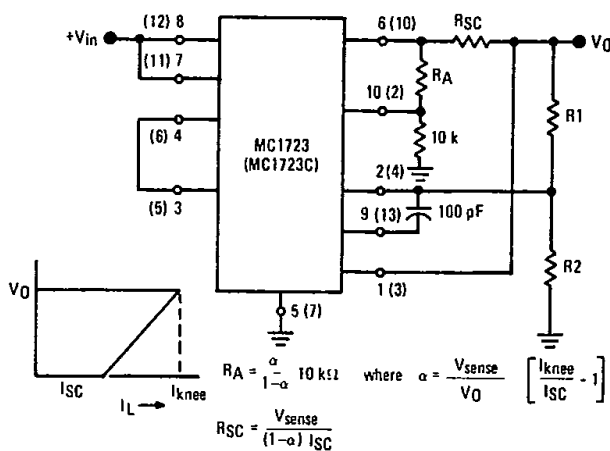 (12) 8
6 (10)
RSC
+Vin
VO
(11) 7
RA
R1
10 (2)
(6) 4
10 k
MC1723
(MC1723C)
2 (4)
100 pF
9 (13)
(5) 3
R2
1 (3)
VO
5 (7)
ISC
IL →
Iknee
RA = α/1-α 10 kΩ where α = Vsense/VO [Iknee/ISC - 1]
RSC = Vsense/(1-α) ISC